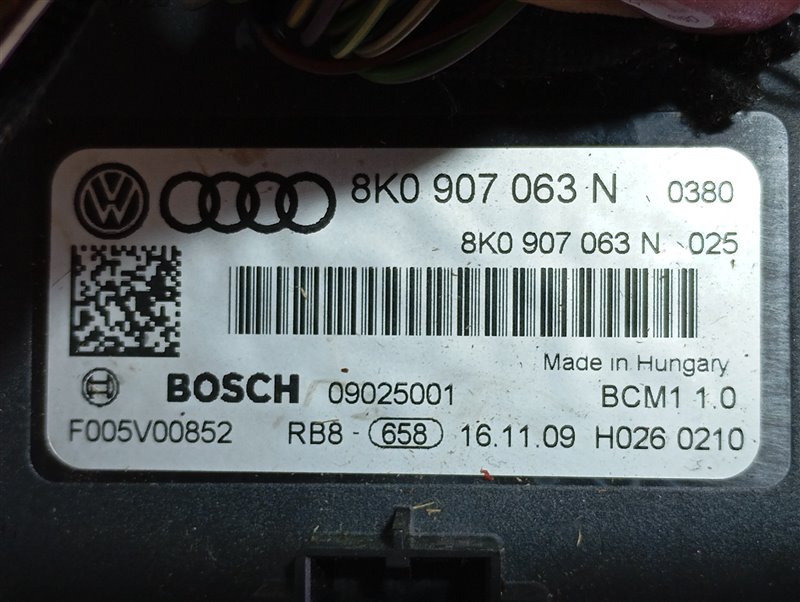 8K0 907 063 N 0380
8K0 907 063 N 025
Made in Hungary
BOSCH 09025001 BCM1 1.0
F005V00852 RB8 - 658 16.11.09 H026 0210